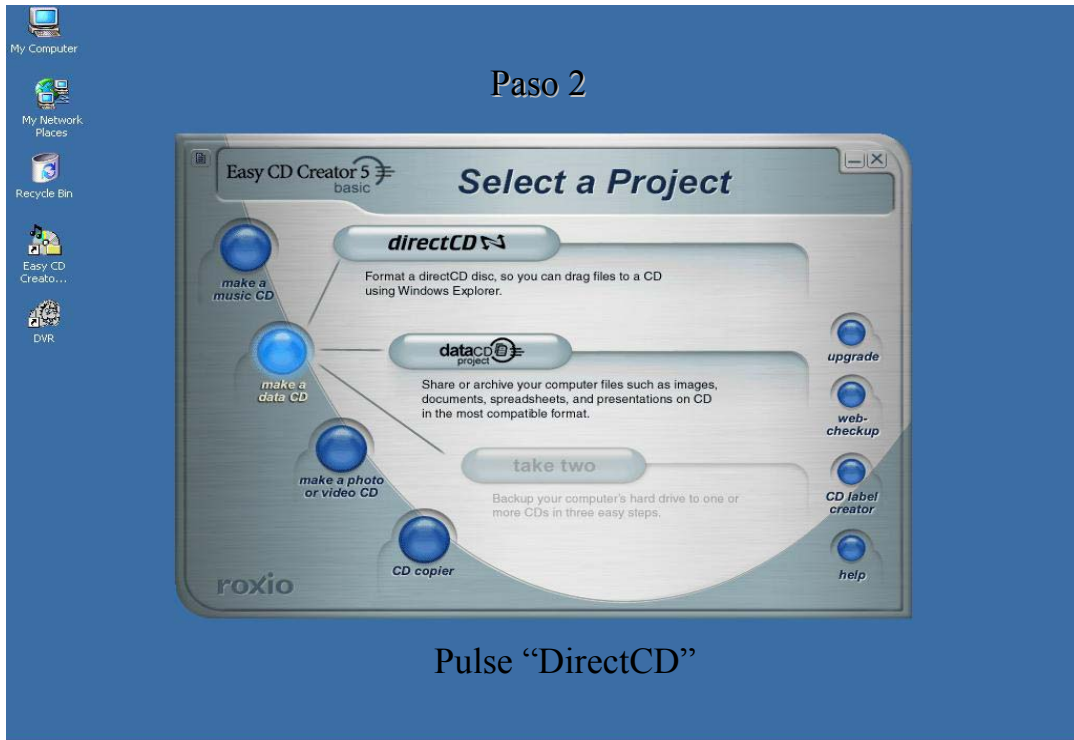 My Computer
My Network
Places
Recycle Bin
Easy CD
Creato...
DVR
Paso 2
Easy CD Creator 5
basic
Select a Project
directCD
Format a directCD disc, so you can drag files to a CD
using Windows Explorer.
make a
music CD
dataCD
project
Share or archive your computer files such as images,
documents, spreadsheets, and presentations on CD
in the most compatible format.
make a
data CD
take two
Backup your computer's hard drive to one or
more CDs in three easy steps.
make a photo
or video CD
CD copier
upgrade
web-
checkup
CD label
creator
help
roxio
Pulse “DirectCD”